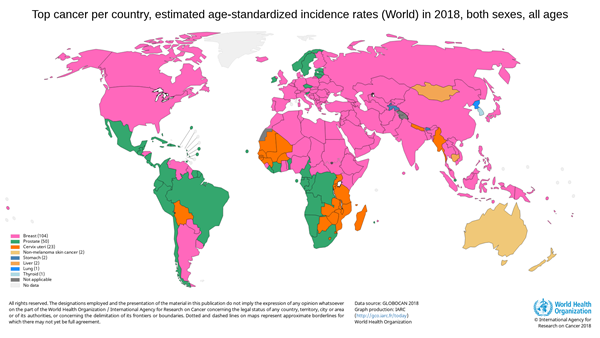 Top cancer per country, estimated age-standardized incidence rates (World) in 2018, both sexes, all ages
Breast (104)
Prostate (50)
Cervix uteri (23)
Non-melanoma skin cancer (2)
Stomach (2)
Liver (2)
Lung (1)
Thyroid (1)
Not applicable
No data
All rights reserved. The designations employed and the presentation of the material in this publication do not imply the expression of any opinion whatsoever
on the part of the World Health Organization / International Agency for Research on Cancer concerning the legal status of any country, territory, city or area
or of its authorities, or concerning the delimitation of its frontiers or boundaries. Dotted and dashed lines on maps represent approximate borderlines for
which there may not yet be full agreement.
Data source: GLOBOCAN 2018
Graph production: IARC
(http://gco.iarc.fr/today)
World Health Organization
World Health
Organization
© International Agency for
Research on Cancer 2018